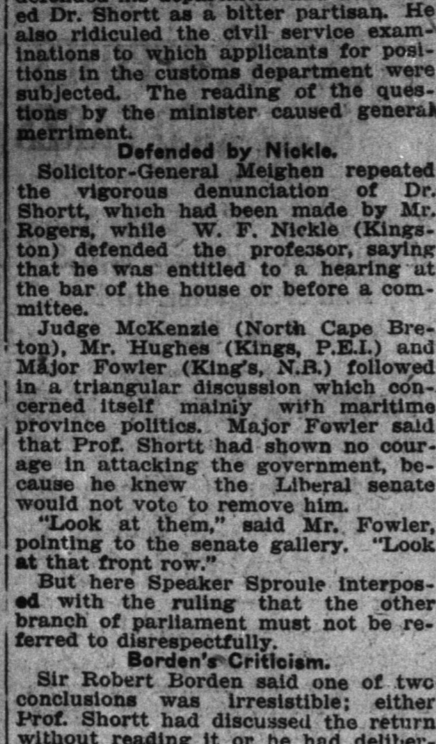 ed Dr. Shortt as a bitter partisan. He
also ridiculed the civil service exam-
inations to which applicants for posi-
tions in the customs department were
subjected. The reading of the ques-
tions by the minister caused general
merriment.
Defended by Nickle.
Solicitor-General Meighen repeated
the vigorous denunciation of Dr.
Shortt, which had been made by Mr.
Rogers, while W. F. Nickle (Kings-
ton) defended the professor, saying
that he was entitled to a hearing at
the bar of the house or before a com-
mittee.
Judge McKenzie (North Cape Bre-
ton), Mr. Hughes (Kings, P.E.I.) and
Major Fowler (King's, N.B.) followed
in a triangular discussion which con-
cerned itself mainly with maritime
province politics. Major Fowler said
that Prof. Shortt had shown no cour-
age in attacking the government, be-
cause he knew the Liberal senate
would not vote to remove him.
"Look at them," said Mr. Fowler,
pointing to the senate gallery. "Look
at that front row."
But here Speaker Sproule interpos-
ed with the ruling that the other
branch of parliament must not be re-
ferred to disrespectfully.
Borden's Criticism.
Sir Robert Borden said one of two
conclusions was irresistible; either
Prof. Shortt had discussed the return
without reading it or he had deliber-